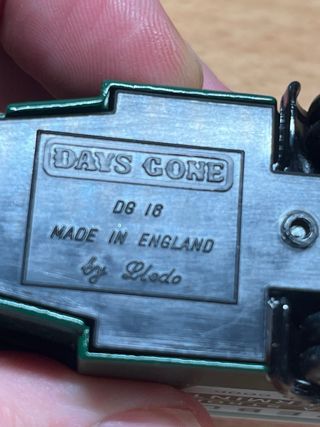 DAYS GONE
DG 18
MADE IN ENGLAND
by Lledo